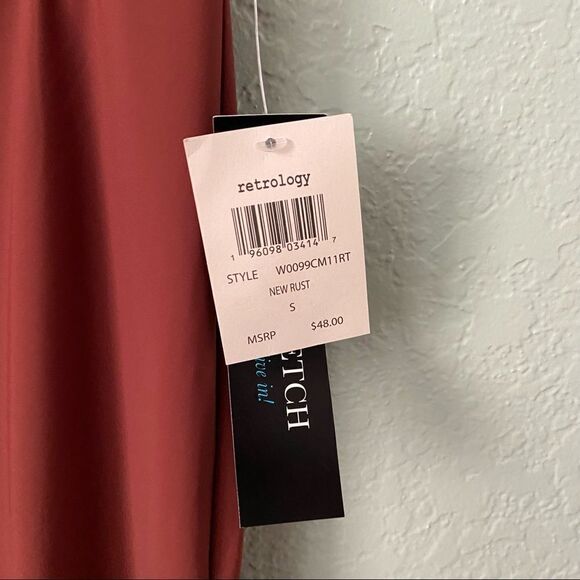 retrology
1 96098 03414 7
STYLE W0099CM11RT
NEW RUST
S
MSRP $48.00
ETCH
ive in!